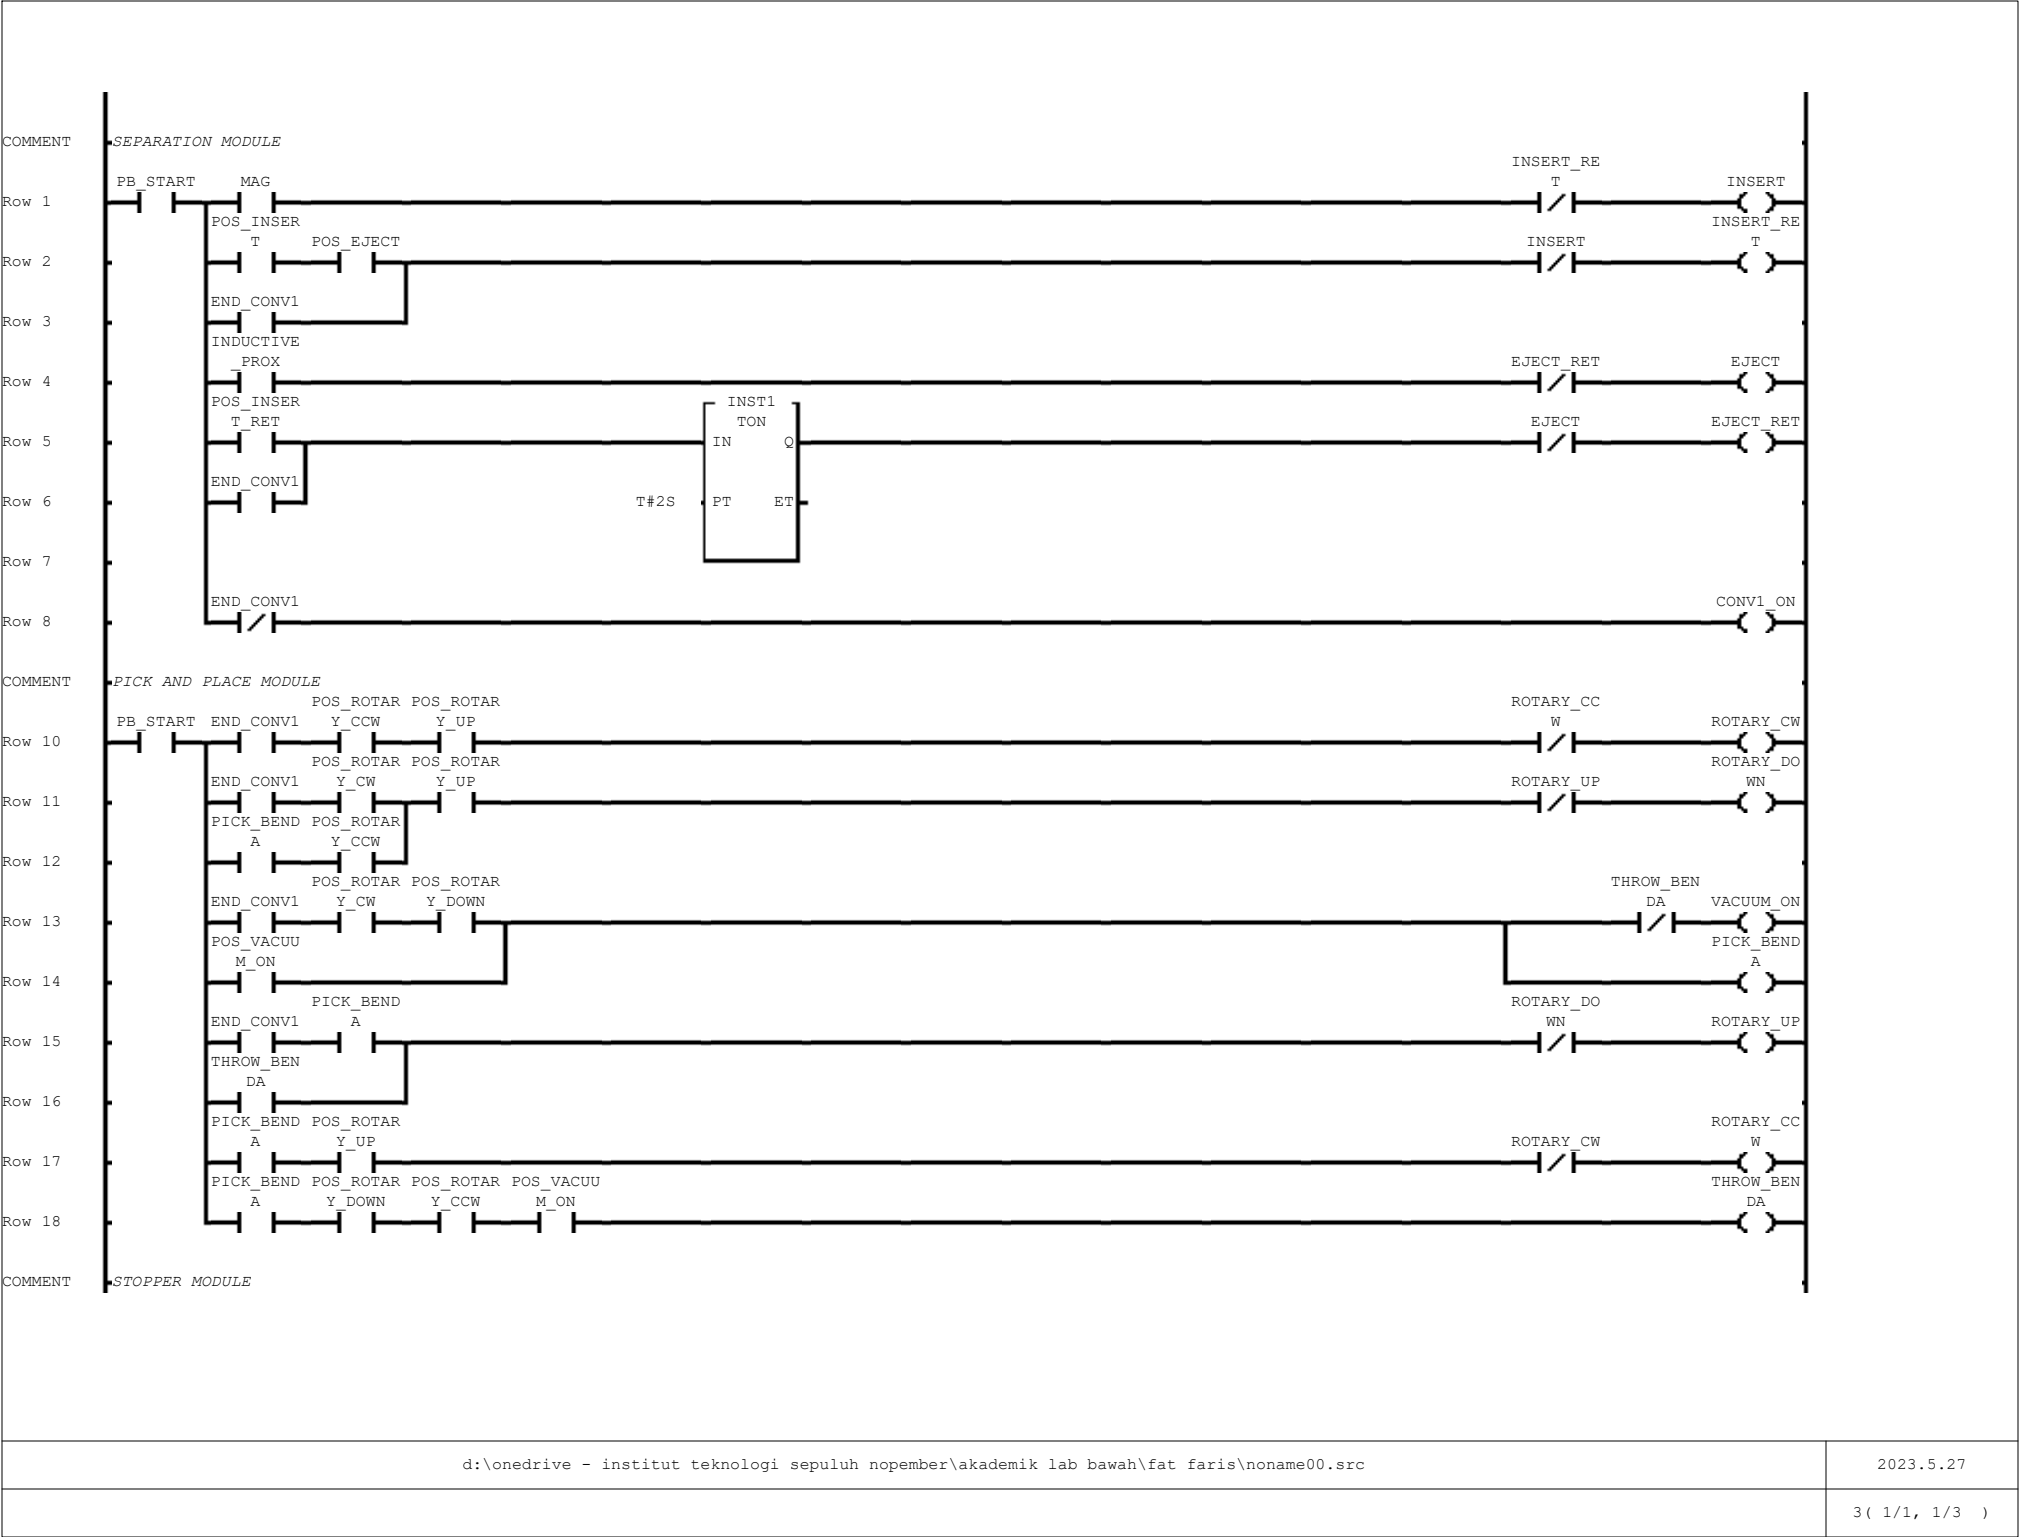 COMMENT SEPARATION MODULE
INSERT_RE
PB_START MAG T INSERT
Row 1
POS_INSER INSERT_RE
T POS_EJECT INSERT T
Row 2
END_CONV1
Row 3
INDUCTIVE
_PROX EJECT_RET EJECT
Row 4
POS_INSER INST1
T_RET TON EJECT EJECT_RET
Row 5 IN Q
END_CONV1
Row 6 T#2S PT ET
Row 7
END_CONV1 CONV1_ON
Row 8
COMMENT PICK AND PLACE MODULE
POS_ROTAR POS_ROTAR ROTARY_CC
PB_START END_CONV1 Y_CCW Y_UP W ROTARY_CW
Row 10
POS_ROTAR POS_ROTAR ROTARY_DO
END_CONV1 Y_CW Y_UP ROTARY_UP WN
Row 11
PICK_BEND POS_ROTAR
A Y_CCW
Row 12
POS_ROTAR POS_ROTAR THROW_BEN
END_CONV1 Y_CW Y_DOWN DA VACUUM_ON
Row 13
POS_VACUU PICK_BEND
M_ON A
Row 14
PICK_BEND ROTARY_DO
END_CONV1 A WN ROTARY_UP
Row 15
THROW_BEN
DA
Row 16
PICK_BEND POS_ROTAR ROTARY_CC
A Y_UP ROTARY_CW W
Row 17
PICK_BEND POS_ROTAR POS_ROTAR POS_VACUU THROW_BEN
A Y_DOWN Y_CCW M_ON DA
Row 18
COMMENT STOPPER MODULE
d:\onedrive - institut teknologi sepuluh nopember\akademik lab bawah\fat faris\noname00.src 2023.5.27
3( 1/1, 1/3 )